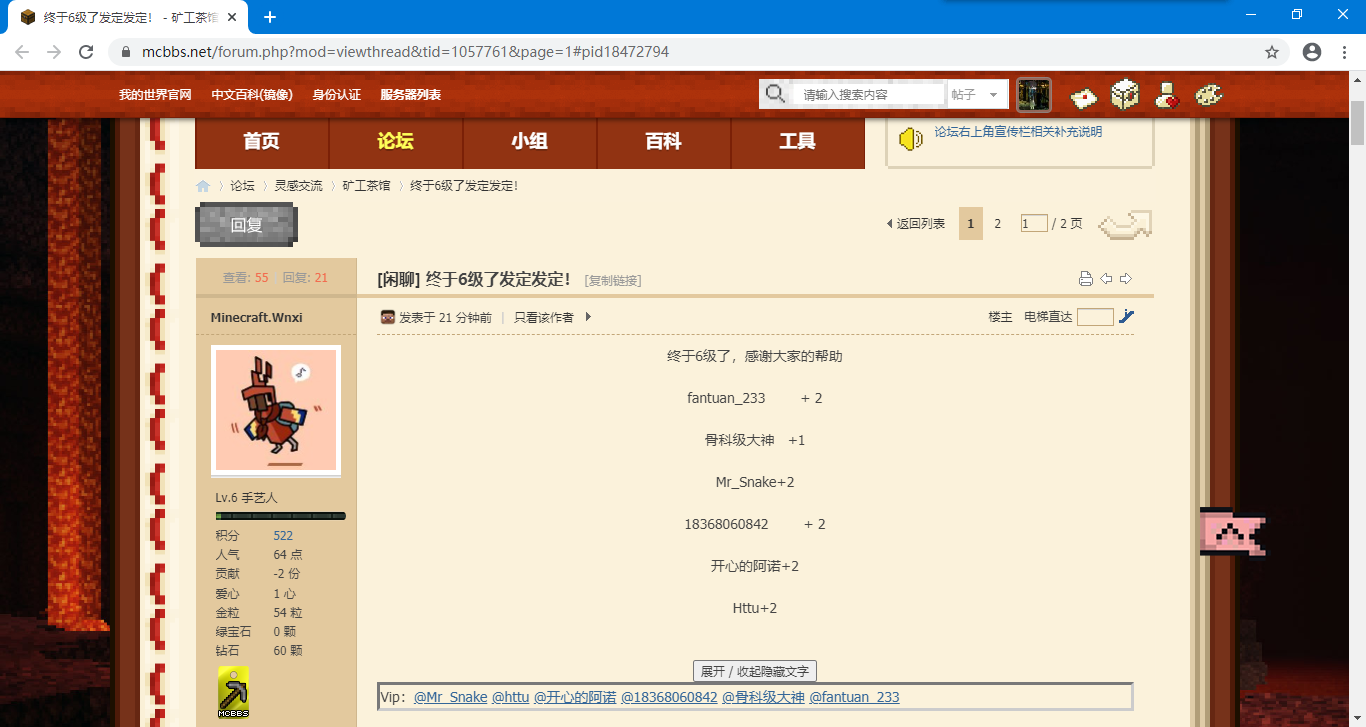 终于6级了发定发定！ - 矿工茶馆
mcbbs.net/forum.php?mod=viewthread&tid=1057761&page=1#pid18472794
我的世界官网 中文百科(镜像) 身份认证 服务器列表 请输入搜索内容 帖子
首页 论坛 小组 百科 工具 论坛右上角宣传栏相关补充说明
论坛 灵感交流 矿工茶馆 终于6级了发定发定！
回复 返回列表 1 2 1 / 2 页
查看: 55 回复: 21 [闲聊] 终于6级了发定发定！ [复制链接]
Minecraft.Wnxi 发表于 21 分钟前 | 只看该作者 楼主 电梯直达
终于6级了，感谢大家的帮助
fantuan_233 + 2
骨科级大神 +1
Mr_Snake+2
Lv.6 手艺人
18368060842 + 2
积分 522
人气 64 点
开心的阿诺+2
贡献 -2 份
爱心 1 心
Httu+2
金粒 54 粒
绿宝石 0 颗
钻石 60 颗
展开 / 收起隐藏文字
Vip： @Mr_Snake @httu @开心的阿诺 @18368060842 @骨科级大神 @fantuan_233
MCBBS